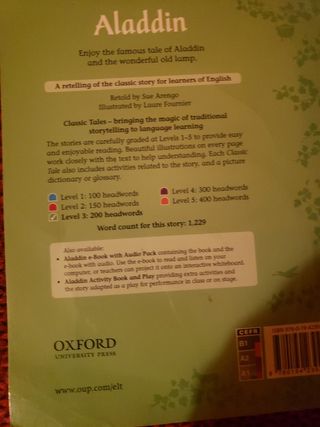 Aladdin
Enjoy the famous tale of Aladdin
and the wonderful old lamp.
A retelling of the classic story for learners of English
Retold by Sue Arengo
Illustrated by Laure Fournier
Classic Tales – bringing the magic of traditional
storytelling to language learning
The stories are carefully graded at Levels 1–5 to provide easy
and enjoyable reading. Beautiful illustrations on every page
work closely with the text to help understanding. Each Classic
Tale also includes activities related to the story, and a picture
dictionary or glossary.
Level 1: 100 headwords
Level 2: 150 headwords
Level 3: 200 headwords
Level 4: 300 headwords
Level 5: 400 headwords
Word count for this story: 1,229
Also available:
• Aladdin e-Book with Audio Pack containing the book and the
e-book with audio. Use the e-book to read and listen on your
computer, or teachers can project it onto an interactive whiteboard.
• Aladdin Activity Book and Play providing extra activities and
the story adapted as a play for performance in class or on stage.
OXFORD
UNIVERSITY PRESS
www.oup.com/elt
CEFR
B1
A2
A1